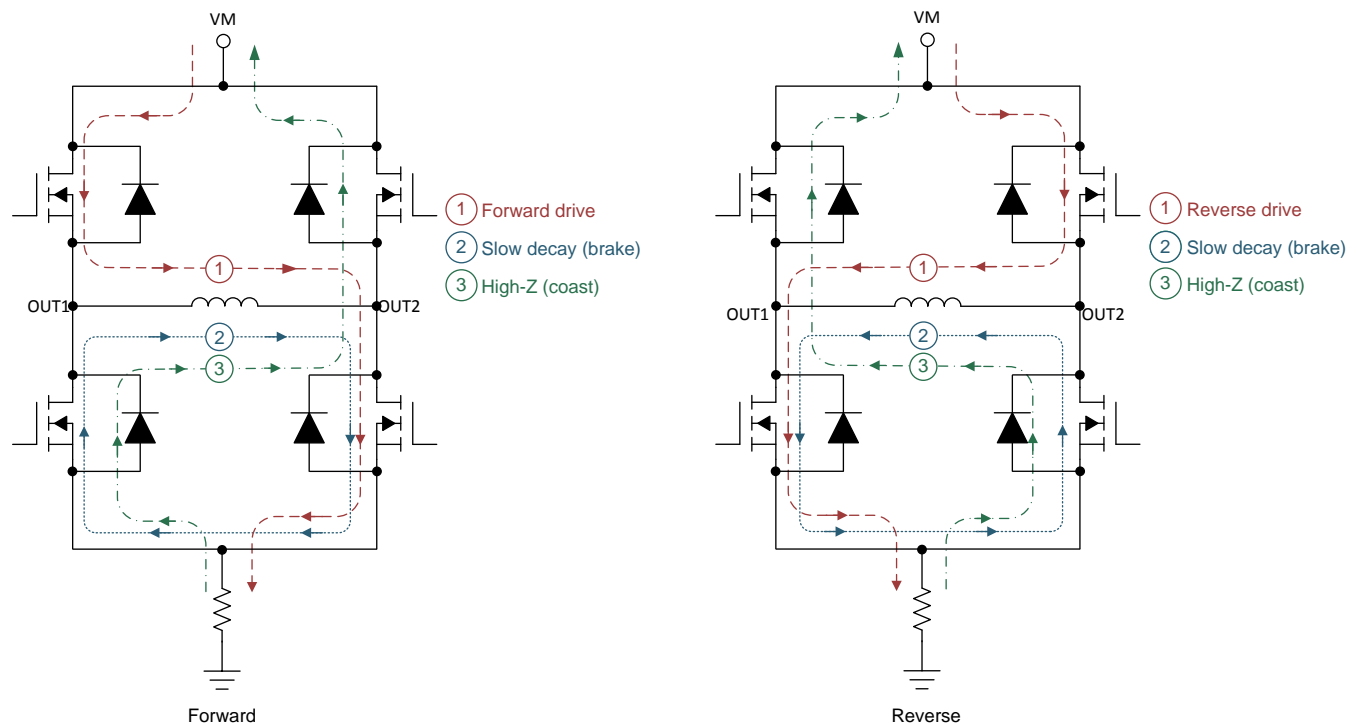 VM
1 Forward drive
2 Slow decay (brake)
3 High-Z (coast)
1
OUT1
OUT2
2
3
Forward
VM
1 Reverse drive
2 Slow decay (brake)
3 High-Z (coast)
1
OUT1
OUT2
2
3
Reverse